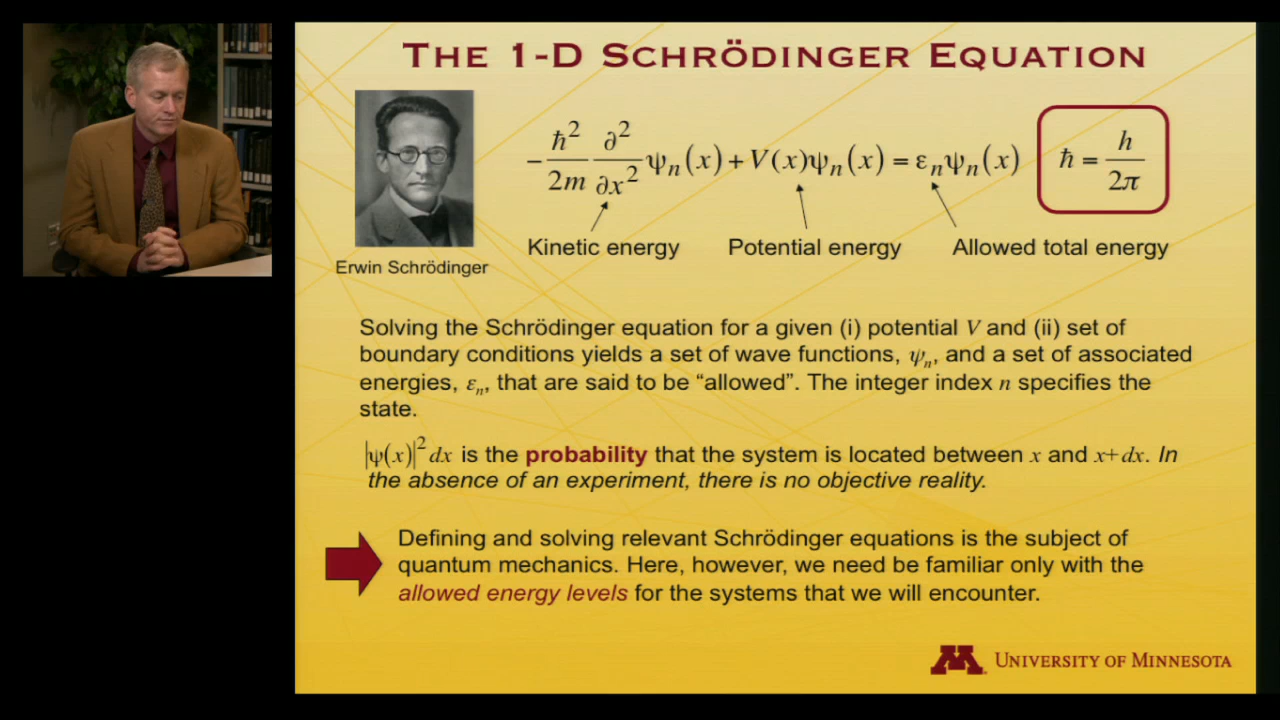 THE 1-D SCHRÖDINGER EQUATION
-ħ²/2m ∂²/∂x² ψₙ(x) + V(x)ψₙ(x) = εₙψₙ(x)
ħ = h/2π
Kinetic energy
Potential energy
Allowed total energy
Erwin Schrödinger
Solving the Schrödinger equation for a given (i) potential V and (ii) set of
boundary conditions yields a set of wave functions, ψₙ, and a set of associated
energies, εₙ, that are said to be “allowed”. The integer index n specifies the
state.
|ψ(x)|² dx is the probability that the system is located between x and x+dx. In
the absence of an experiment, there is no objective reality.
Defining and solving relevant Schrödinger equations is the subject of
quantum mechanics. Here, however, we need be familiar only with the
allowed energy levels for the systems that we will encounter.
M UNIVERSITY OF MINNESOTA